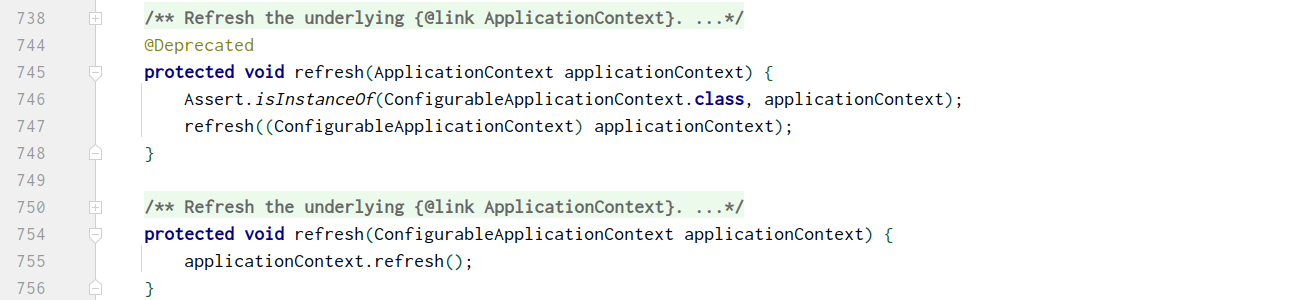 738 /** Refresh the underlying {@link ApplicationContext}. ...*/
744 @Deprecated
745 protected void refresh(ApplicationContext applicationContext) {
746 Assert.isInstanceOf(ConfigurableApplicationContext.class, applicationContext);
747 refresh((ConfigurableApplicationContext) applicationContext);
748 }
749
750 /** Refresh the underlying {@link ApplicationContext}. ...*/
754 protected void refresh(ConfigurableApplicationContext applicationContext) {
755 applicationContext.refresh();
756 }